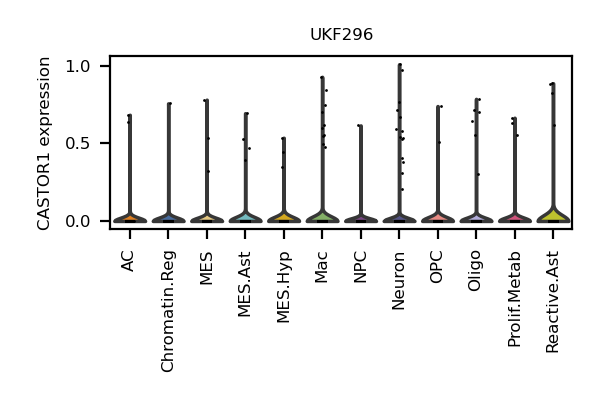 UKF296
CASTOR1 expression
1.0
0.5
0.0
AC
Chromatin.Reg
MES
MES.Ast
MES.Hyp
Mac
NPC
Neuron
OPC
Oligo
Prolif.Metab
Reactive.Ast